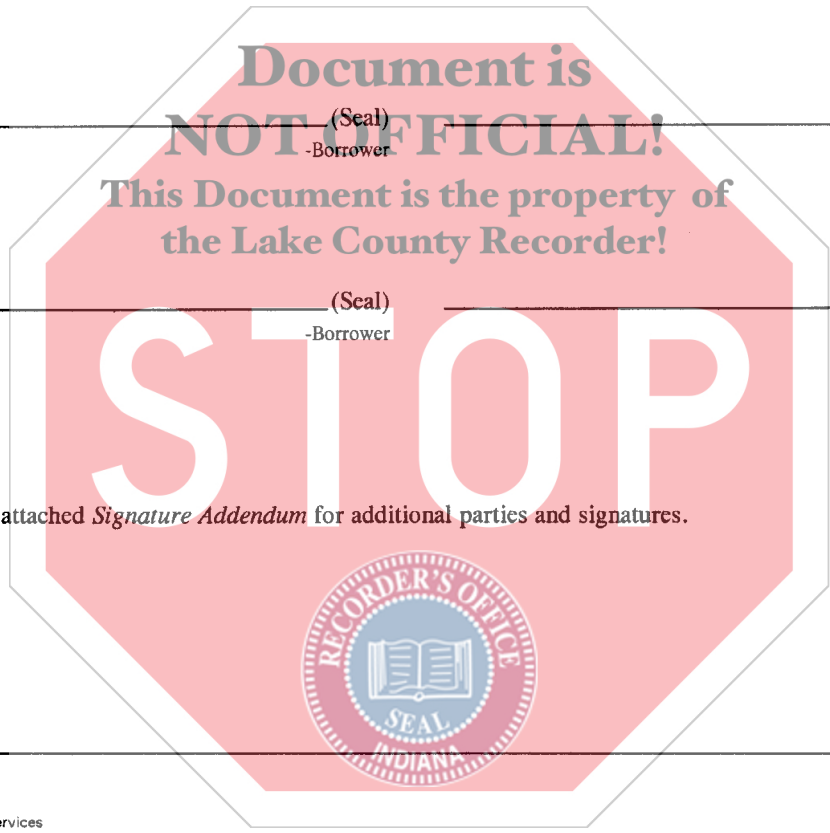 Document is
NOT OFFICIAL!
(Seal)
-Borrower
This Document is the property of
the Lake County Recorder!
(Seal)
-Borrower
STOP
attached Signature Addendum for additional parties and signatures.
RECORDER'S OFFICE
SEAL
INDIANA
ervices